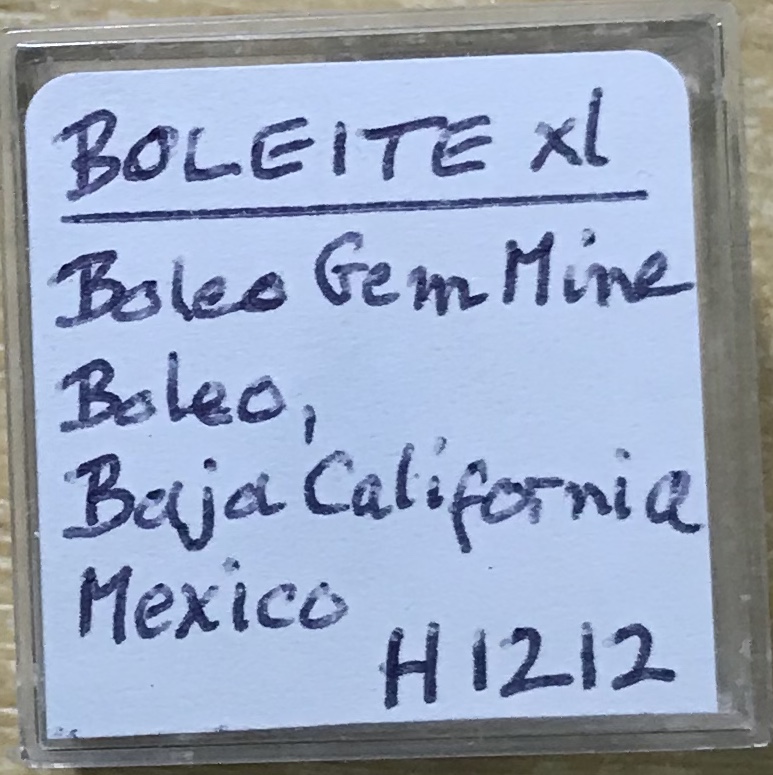 BOLEITE xl
Boleo Gem Mine
Boleo,
Baja California
Mexico
H1212